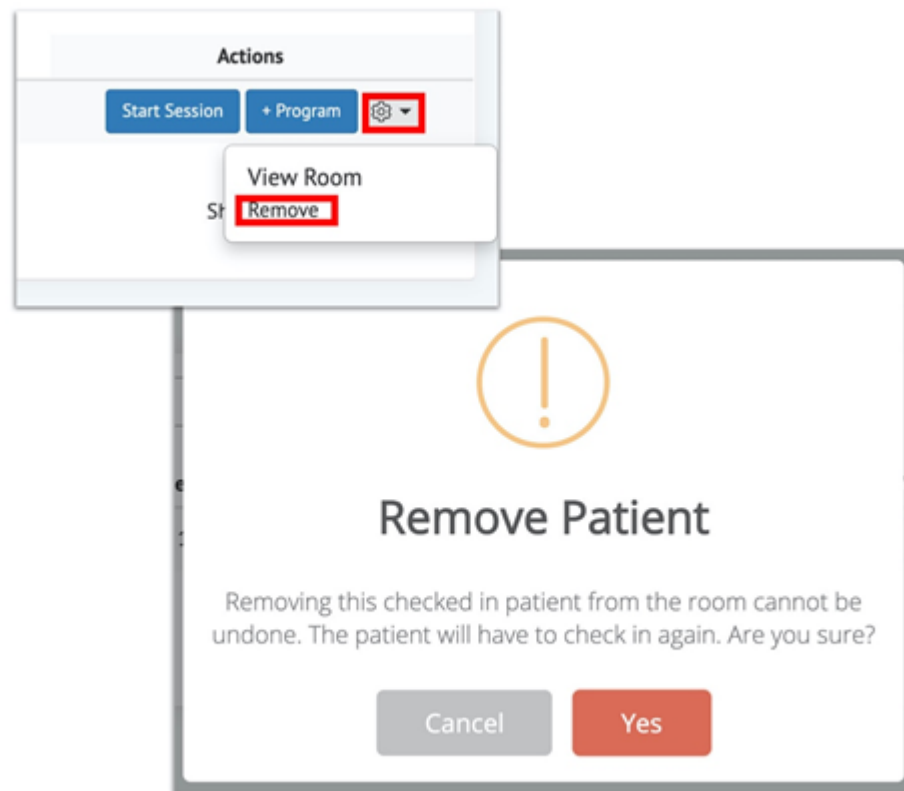 Actions
Start Session + Program
View Room
Sh Remove
Remove Patient
Removing this checked in patient from the room cannot be
undone. The patient will have to check in again. Are you sure?
Cancel Yes